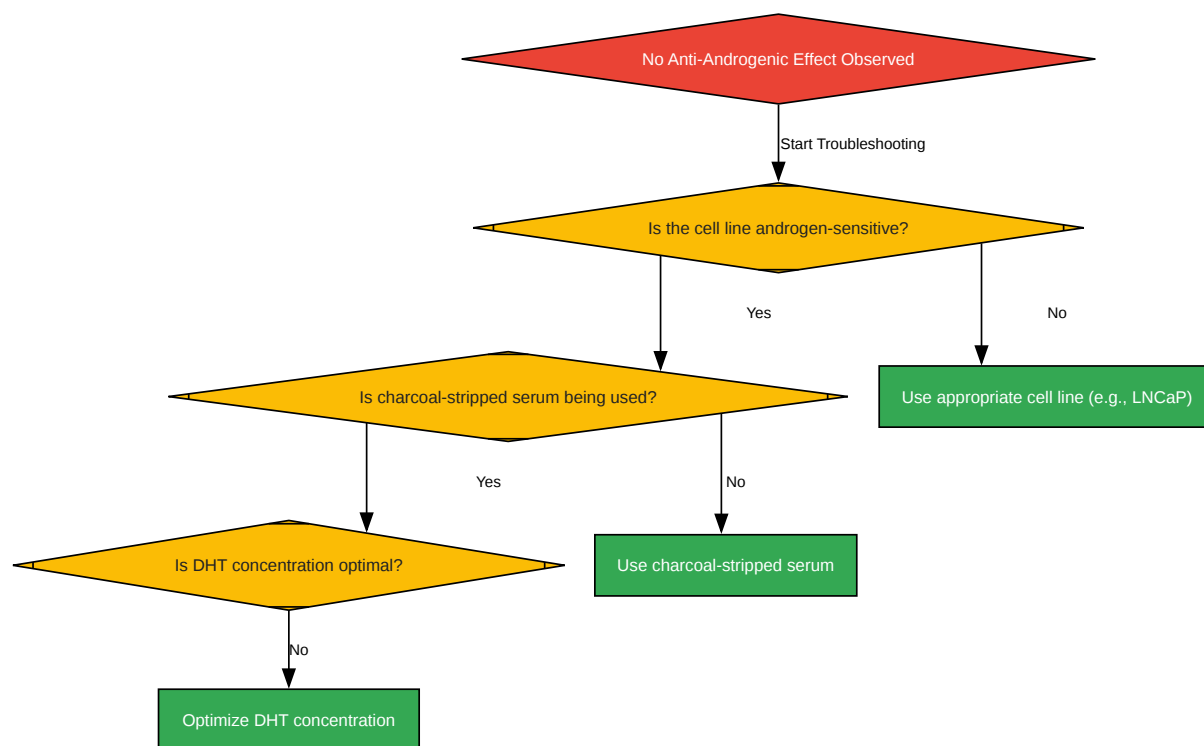 No Anti-Androgenic Effect Observed
Start Troubleshooting
Is the cell line androgen-sensitive?
Yes
No
Is charcoal-stripped serum being used?
Use appropriate cell line (e.g., LNCaP)
Yes
No
Is DHT concentration optimal?
Use charcoal-stripped serum
No
Optimize DHT concentration